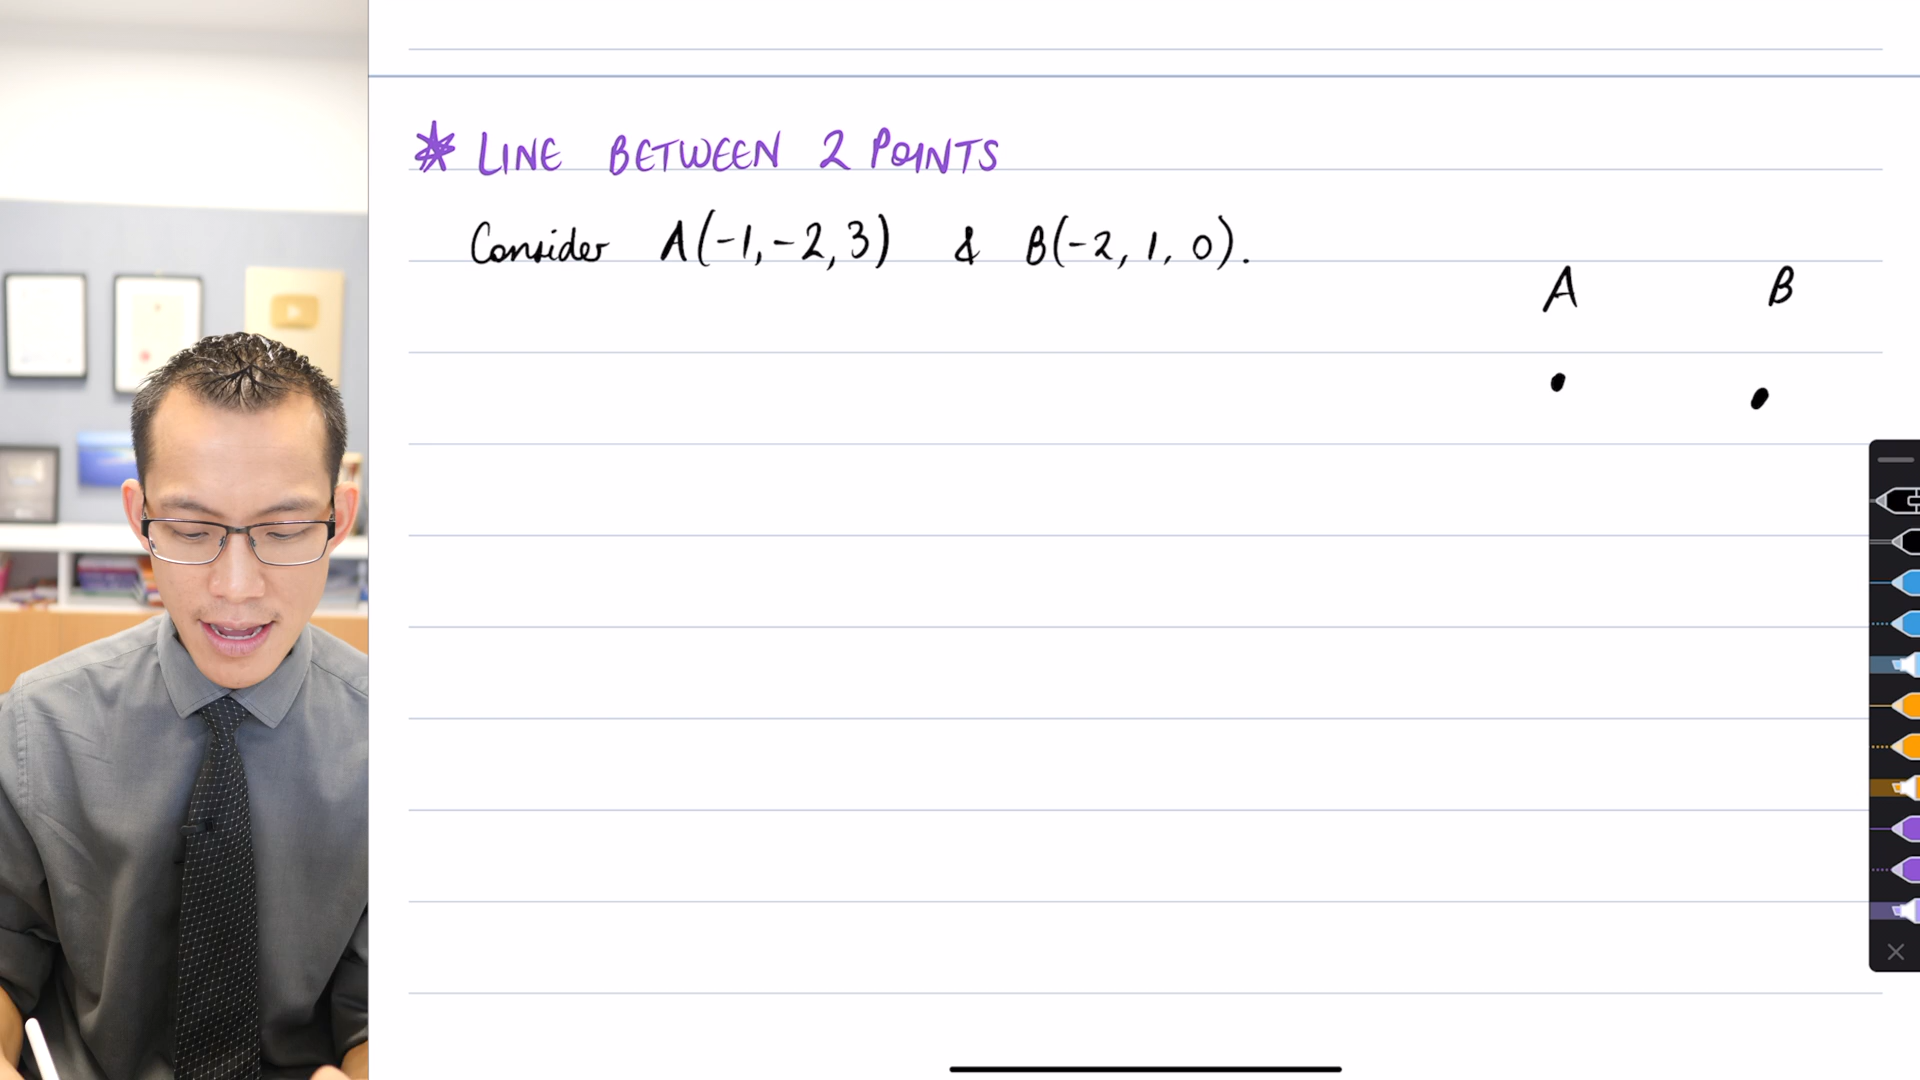 * LINE BETWEEN 2 POINTS
Consider A(-1,-2,3) & B(-2, 1, 0).
A B